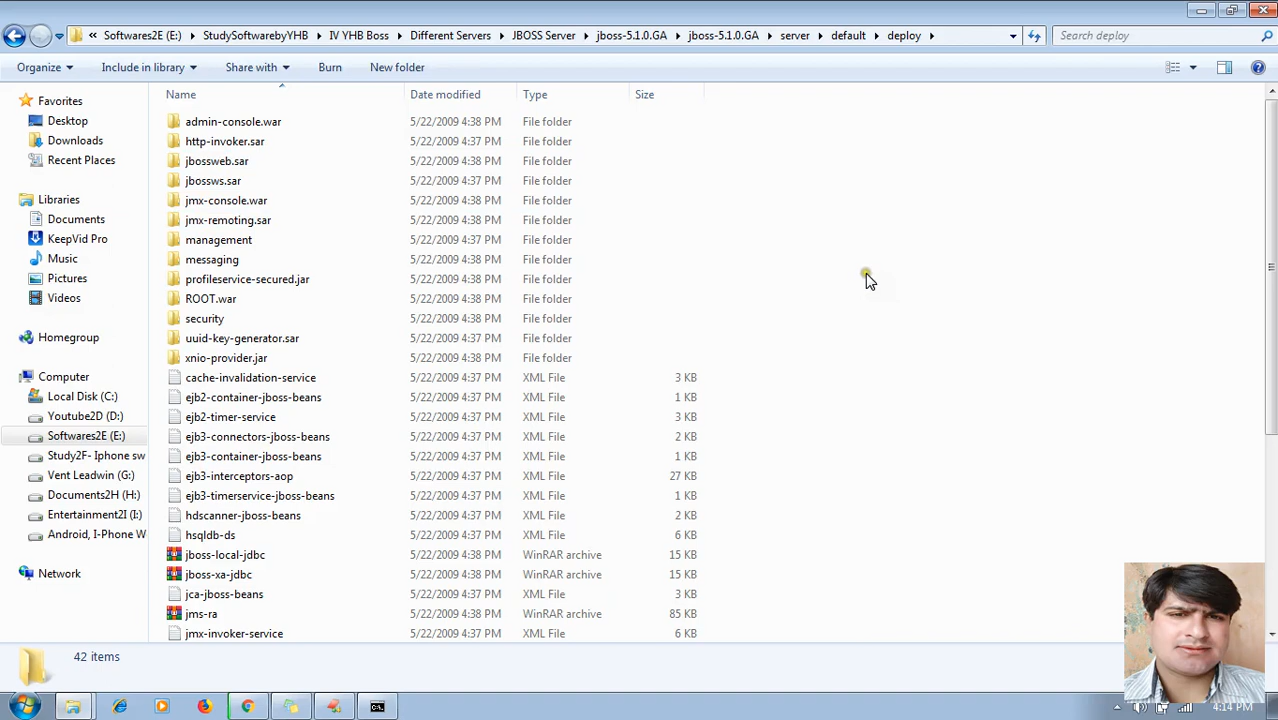 « Softwares2E (E:) ▸ StudySoftwarebyYHB ▸ IV YHB Boss ▸ Different Servers ▸ JBOSS Server ▸ jboss-5.1.0.GA ▸ jboss-5.1.0.GA ▸ server ▸ default ▸ deploy ▸ Search deploy
Organize Include in library Share with Burn New folder
Name Date modified Type Size
Favorites
Desktop
Downloads
Recent Places
Libraries
Documents
KeepVid Pro
Music
Pictures
Videos
Homegroup
Computer
Local Disk (C:)
Youtube2D (D:)
Softwares2E (E:)
Study2F- Iphone sw
Vent Leadwin (G:)
Documents2H (H:)
Entertainment2I (I:)
Android, I-Phone W
Network
admin-console.war 5/22/2009 4:38 PM File folder
http-invoker.sar 5/22/2009 4:37 PM File folder
jbossweb.sar 5/22/2009 4:38 PM File folder
jbossws.sar 5/22/2009 4:37 PM File folder
jmx-console.war 5/22/2009 4:38 PM File folder
jmx-remoting.sar 5/22/2009 4:38 PM File folder
management 5/22/2009 4:37 PM File folder
messaging 5/22/2009 4:37 PM File folder
profileservice-secured.jar 5/22/2009 4:38 PM File folder
ROOT.war 5/22/2009 4:38 PM File folder
security 5/22/2009 4:38 PM File folder
uuid-key-generator.sar 5/22/2009 4:37 PM File folder
xnio-provider.jar 5/22/2009 4:38 PM File folder
cache-invalidation-service 5/22/2009 4:37 PM XML File 3 KB
ejb2-container-jboss-beans 5/22/2009 4:37 PM XML File 1 KB
ejb2-timer-service 5/22/2009 4:37 PM XML File 3 KB
ejb3-connectors-jboss-beans 5/22/2009 4:37 PM XML File 2 KB
ejb3-container-jboss-beans 5/22/2009 4:37 PM XML File 1 KB
ejb3-interceptors-aop 5/22/2009 4:37 PM XML File 27 KB
ejb3-timerservice-jboss-beans 5/22/2009 4:37 PM XML File 1 KB
hdscanner-jboss-beans 5/22/2009 4:37 PM XML File 2 KB
hsqldb-ds 5/22/2009 4:37 PM XML File 6 KB
jboss-local-jdbc 5/22/2009 4:38 PM WinRAR archive 15 KB
jboss-xa-jdbc 5/22/2009 4:38 PM WinRAR archive 15 KB
jca-jboss-beans 5/22/2009 4:37 PM XML File 3 KB
jms-ra 5/22/2009 4:38 PM WinRAR archive 85 KB
jmx-invoker-service 5/22/2009 4:37 PM XML File 6 KB
42 items
4:14 PM